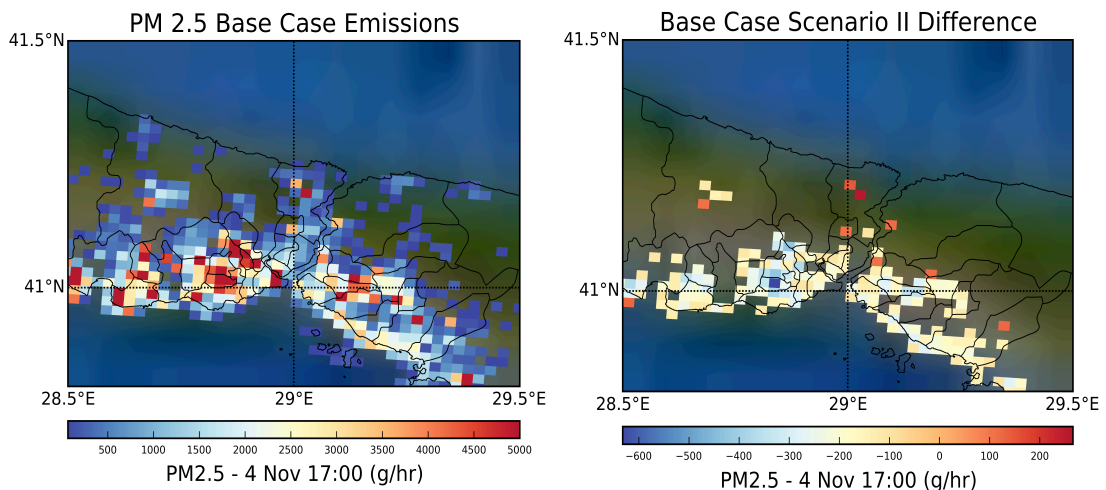 PM 2.5 Base Case Emissions
41.5°N
41°N
28.5°E
29°E
29.5°E
500
1000
1500
2000
2500
3000
3500
4000
4500
5000
PM2.5 - 4 Nov 17:00 (g/hr)
Base Case Scenario II Difference
41.5°N
41°N
28.5°E
29°E
29.5°E
−600
−500
−400
−300
−200
−100
0
100
200
PM2.5 - 4 Nov 17:00 (g/hr)